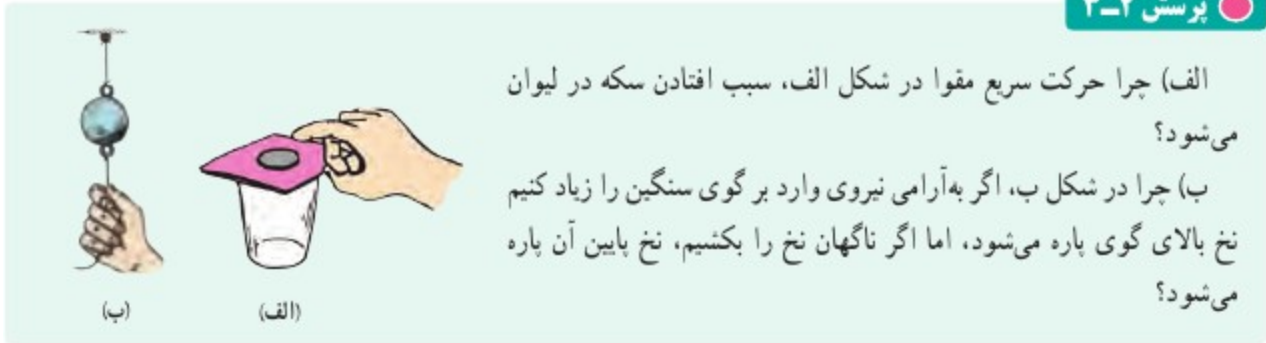 پرسش ۲ــ۲
الف) چرا حرکت سریع مقوا در شکل الف، سبب افتادن سکه در لیوان
می‌شود؟
ب) چرا در شکل ب، اگر به‌آرامی نیروی وارد بر گوی سنگین را زیاد کنیم
نخ بالای گوی پاره می‌شود، اما اگر ناگهان نخ را بکشیم، نخ پایین آن پاره
می‌شود؟
(الف)
(ب)